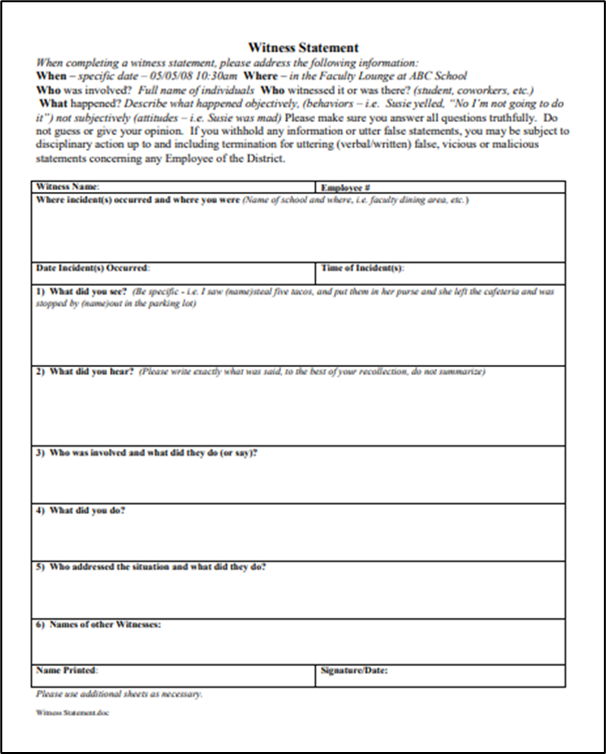 Witness Statement
When completing a witness statement, please address the following information:
When – specific date – 05/05/08 10:30am Where – in the Faculty Lounge at ABC School
Who was involved? Full name of individuals Who witnessed it or was there? (student, coworkers, etc.)
What happened? Describe what happened objectively, (behaviors – i.e. Susie yelled, “No I’m not going to do
it”) not subjectively (attitudes – i.e. Susie was mad) Please make sure you answer all questions truthfully. Do
not guess or give your opinion. If you withhold any information or utter false statements, you may be subject to
disciplinary action up to and including termination for uttering (verbal/written) false, vicious or malicious
statements concerning any Employee of the District.
Witness Name: Employee #
Where incident(s) occurred and where you were (Name of school and where, i.e. faculty dining area, etc.)
Date Incident(s) Occurred: Time of Incident(s):
1) What did you see? (Be specific - i.e. I saw (name)steal five tacos, and put them in her purse and she left the cafeteria and was
stopped by (name)out in the parking lot)
2) What did you hear? (Please write exactly what was said, to the best of your recollection, do not summarize)
3) Who was involved and what did they do (or say)?
4) What did you do?
5) Who addressed the situation and what did they do?
6) Names of other Witnesses:
Name Printed: Signature/Date:
Please use additional sheets as necessary.
Witness Statement.doc